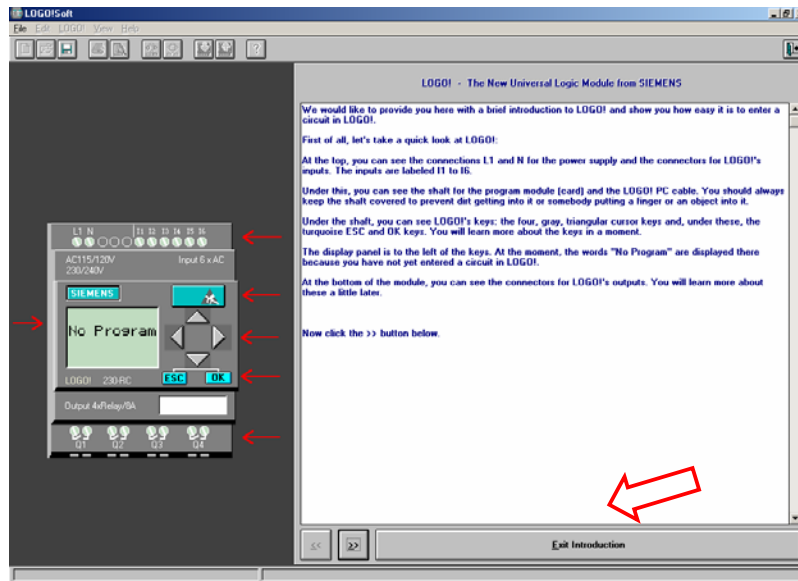 LOGO!Soft
File Edit LOGO! View Help
LOGO! - The New Universal Logic Module from SIEMENS
We would like to provide you here with a brief introduction to LOGO! and show you how easy it is to enter a
circuit in LOGO!.
First of all, let's take a quick look at LOGO!:
At the top, you can see the connections L1 and N for the power supply and the connectors for LOGO!'s
inputs. The inputs are labeled I1 to I6.
Under this, you can see the shaft for the program module (card) and the LOGO! PC cable. You should always
keep the shaft covered to prevent dirt getting into it or somebody putting a finger or an object into it.
Under the shaft, you can see LOGO!'s keys: the four, gray, triangular cursor keys and, under these, the
turquoise ESC and OK keys. You will learn more about the keys in a moment.
The display panel is to the left of the keys. At the moment, the words "No Program" are displayed there
because you have not yet entered a circuit in LOGO!.
At the bottom of the module, you can see the connectors for LOGO!'s outputs. You will learn more about
these a little later.
Now click the >> button below.
L1 N I1 I2 I3 I4 I5 I6
AC115/120V Input 6 x AC
230/240V
SIEMENS
No Program
ESC OK
LOGO! 230-RC
Output 4xRelay/8A
Q1 Q2 Q3 Q4
<< >> Exit Introduction